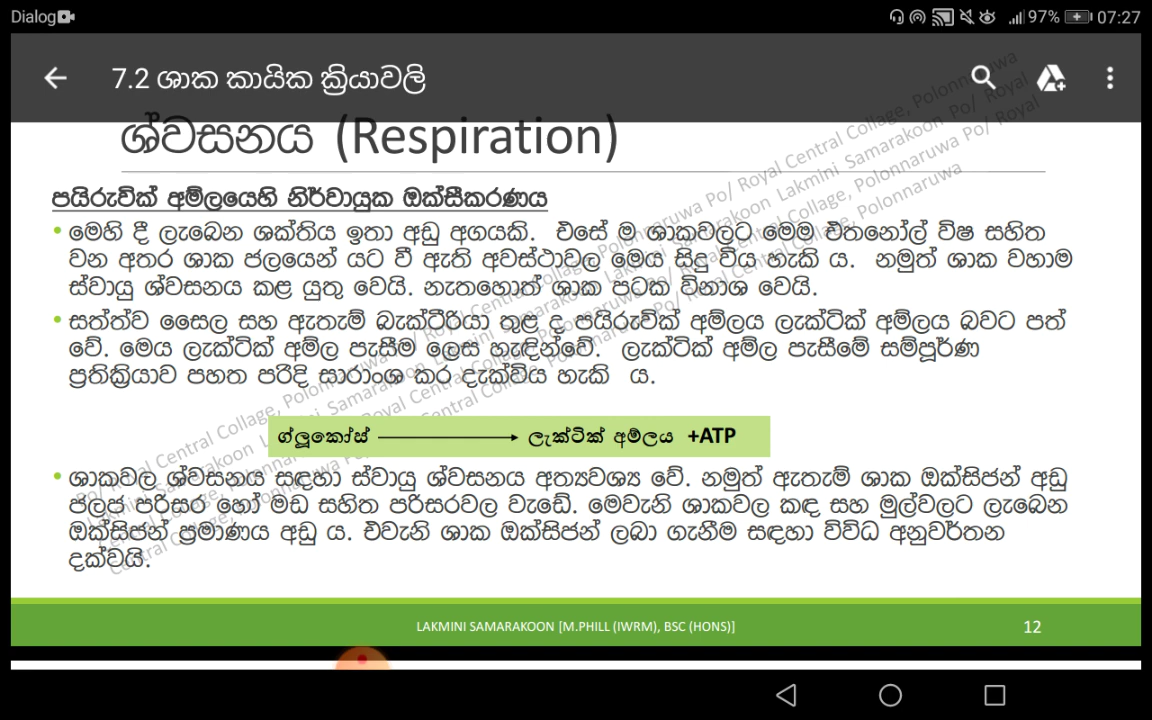 Dialog
97% 07:27
7.2 ශාක කායික ක්‍රියාවලි
ශ්වසනය (Respiration)
පයිරුවික් අම්ලයෙහි නිර්වායුක ඔක්සීකරණය
• මෙහි දී ලැබෙන ශක්තිය ඉතා අඩු අගයකි. එසේ ම ශාකවලට මෙම එතනෝල් විෂ සහිත
වන අතර ශාක ජලයෙන් යට වී ඇති අවස්ථාවල මෙය සිදු විය හැකි ය. නමුත් ශාක වහාම
ස්වායු ශ්වසනය කළ යුතු වෙයි. නැතහොත් ශාක පටක විනාශ වෙයි.
• සත්ත්ව සෛල සහ ඇතැම් බැක්ටීරියා තුළ ද පයිරුවික් අම්ලය ලැක්ටික් අම්ලය බවට පත්
වේ. මෙය ලැක්ටික් අම්ල පැසීම ලෙස හැඳින්වේ. ලැක්ටික් අම්ල පැසීමේ සම්පූර්ණ
ප්‍රතික්‍රියාව පහත පරිදි සාරාංශ කර දැක්විය හැකි ය.
ග්ලූකෝස් ⟶ ලැක්ටික් අම්ලය +ATP
• ශාකවල ශ්වසනය සඳහා ස්වායු ශ්වසනය අත්‍යවශ්‍ය වේ. නමුත් ඇතැම් ශාක ඔක්සිජන් අඩු
ජලජ පරිසර හෝ මඩ සහිත පරිසරවල වැඩේ. මෙවැනි ශාකවල කඳ සහ මුල්වලට ලැබෙන
ඔක්සිජන් ප්‍රමාණය අඩු ය. එවැනි ශාක ඔක්සිජන් ලබා ගැනීම සඳහා විවිධ අනුවර්තන
දක්වයි.
LAKMINI SAMARAKOON [M.PHILL (IWRM), BSC (HONS)]
12